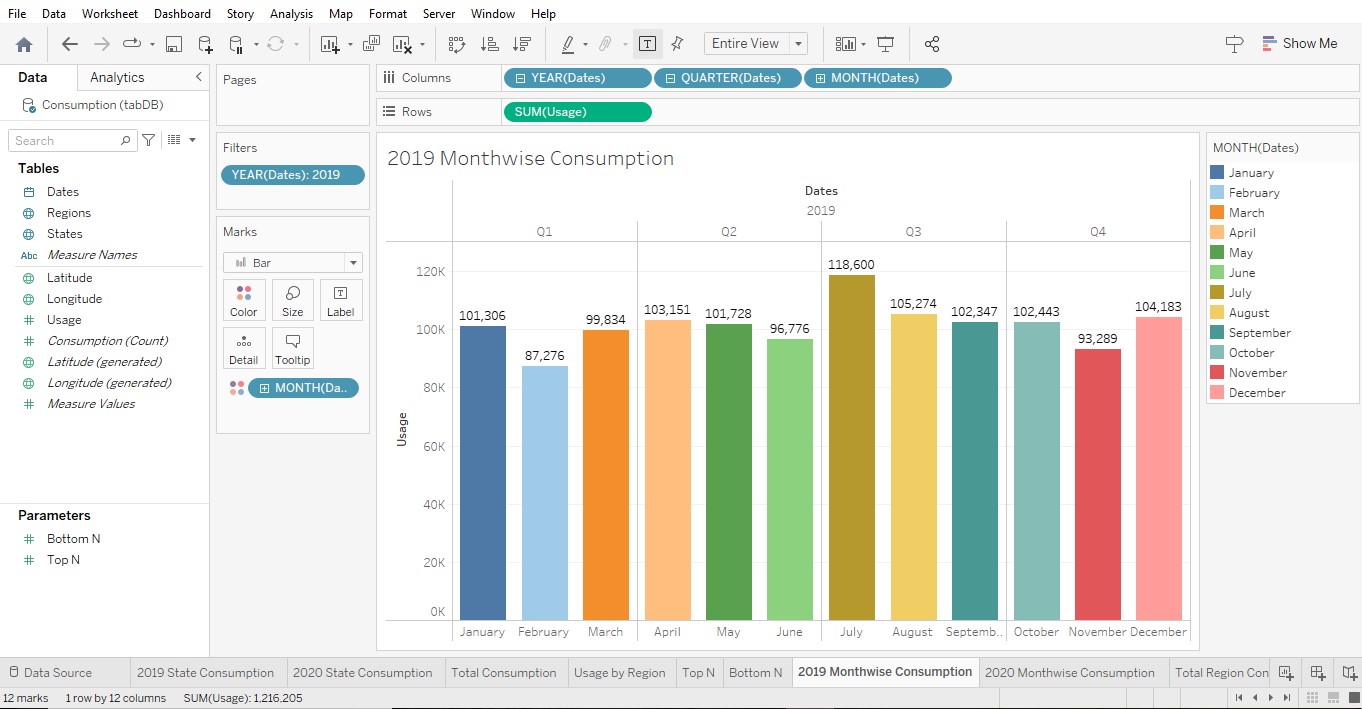 File Data Worksheet Dashboard Story Analysis Map Format Server Window Help
Entire View
Show Me
Data Analytics
Consumption (tabDB)
Search
Tables
Dates
Regions
States
Abc Measure Names
Latitude
Longitude
Usage
Consumption (Count)
Latitude (generated)
Longitude (generated)
Measure Values
Parameters
Bottom N
Top N
Pages
Filters
YEAR(Dates): 2019
Marks
Bar
Color Size Label
Detail Tooltip
MONTH(Da..
Columns YEAR(Dates) QUARTER(Dates) MONTH(Dates)
Rows SUM(Usage)
2019 Monthwise Consumption
Dates
2019
Q1 Q2 Q3 Q4
Usage
120K
100K
80K
60K
40K
20K
0K
101,306 87,276 99,834 103,151 101,728 96,776 118,600 105,274 102,347 102,443 93,289 104,183
January February March April May June July August Septemb.. October November December
MONTH(Dates)
January
February
March
April
May
June
July
August
September
October
November
December
Data Source 2019 State Consumption 2020 State Consumption Total Consumption Usage by Region Top N Bottom N 2019 Monthwise Consumption 2020 Monthwise Consumption Total Region Con
12 marks 1 row by 12 columns SUM(Usage): 1,216,205